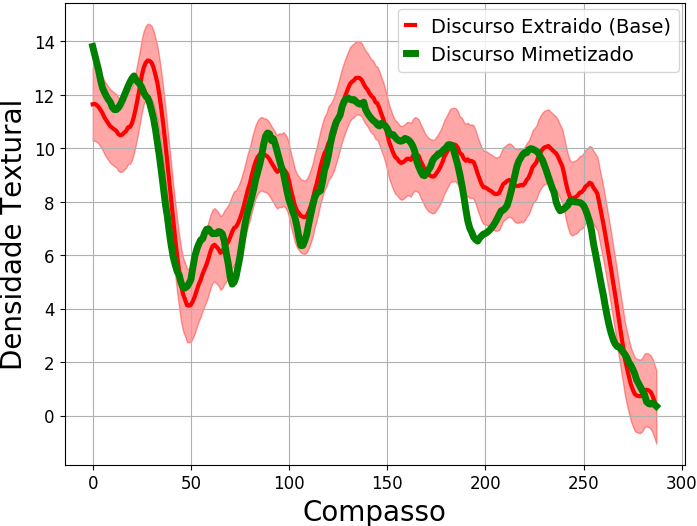 Discurso Extraido (Base)
Discurso Mimetizado
Densidade Textural
14
12
10
8
6
4
2
0
0 50 100 150 200 250 300
Compasso